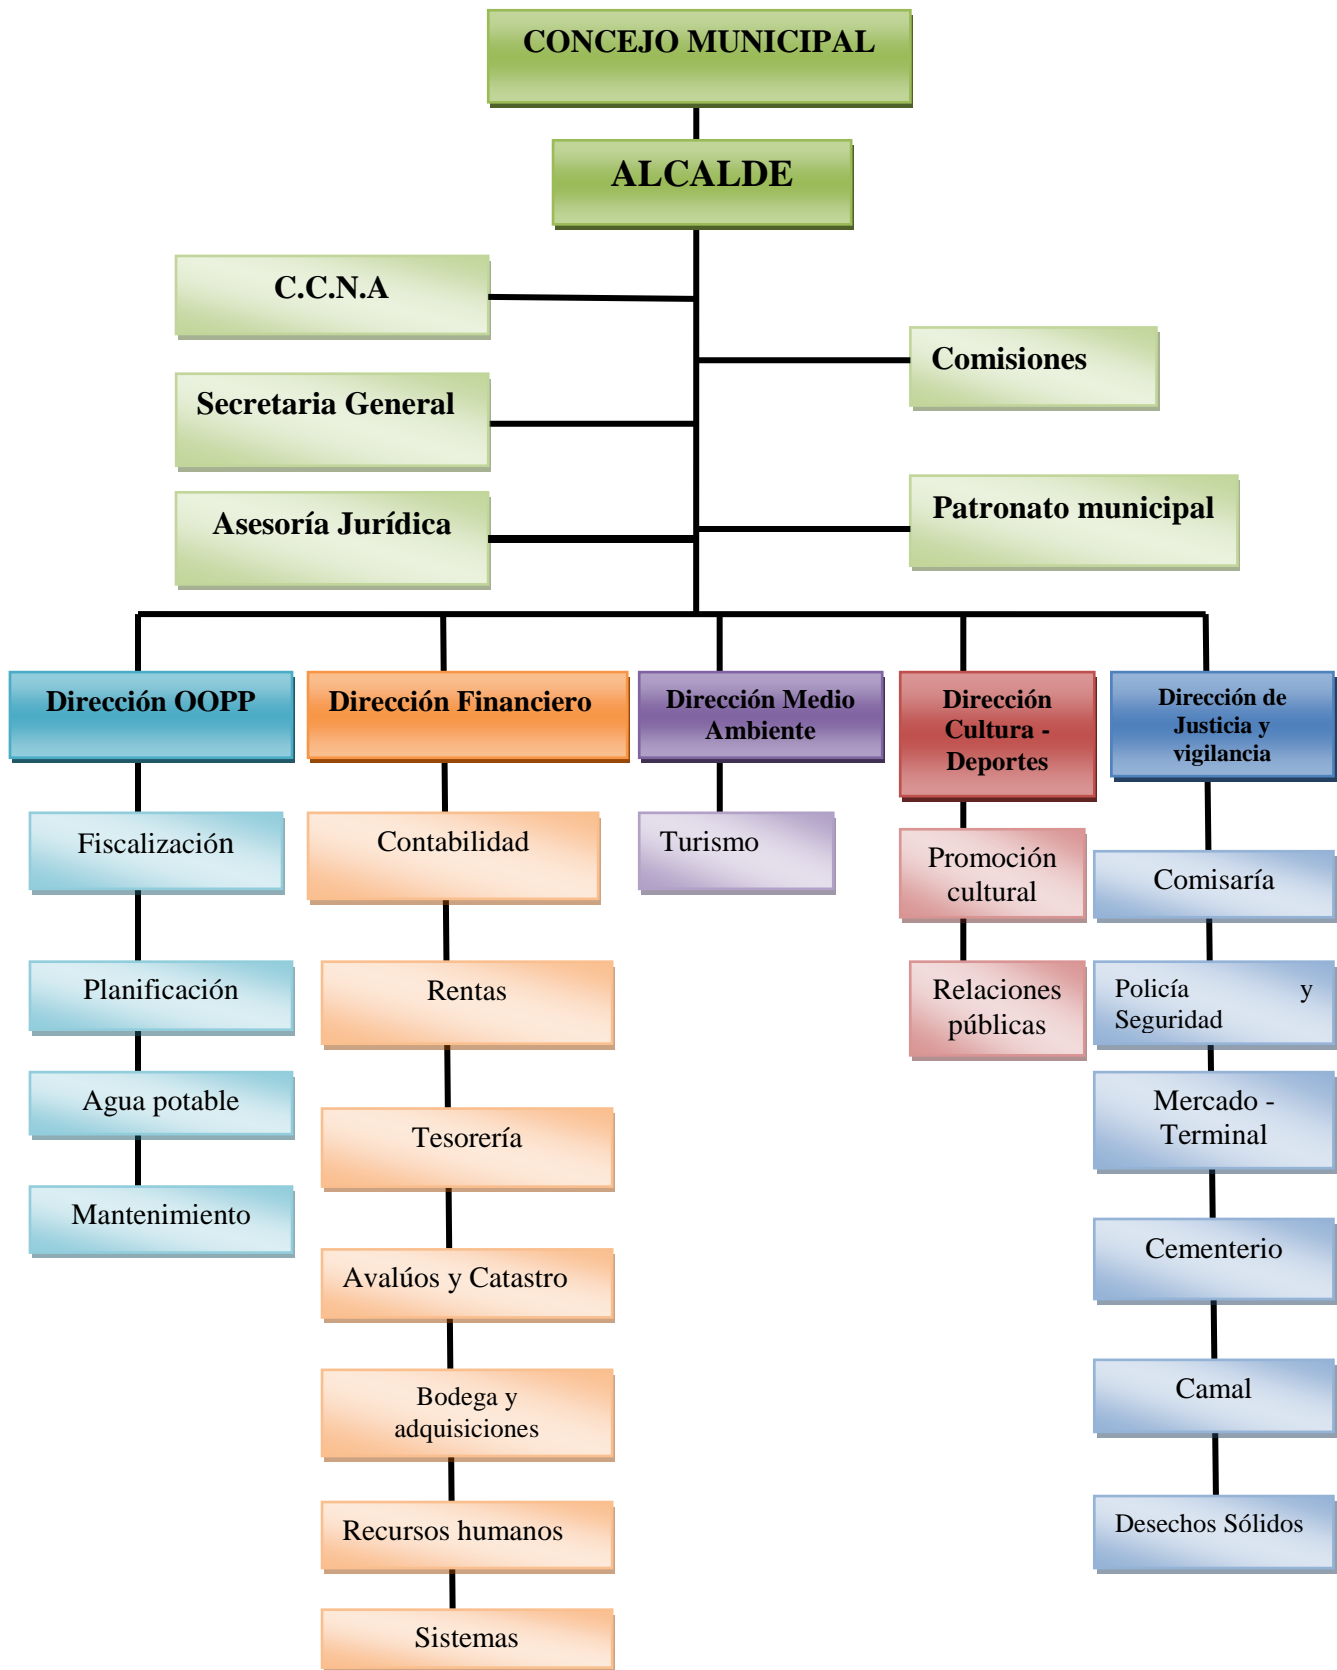 CONCEJO MUNICIPAL
ALCALDE
C.C.N.A
Comisiones
Secretaria General
Patronato municipal
Asesoría Jurídica
Dirección OOPP
Fiscalización
Planificación
Agua potable
Mantenimiento
Dirección Financiero
Contabilidad
Rentas
Tesorería
Avalúos y Catastro
Bodega y
adquisiciones
Recursos humanos
Sistemas
Dirección Medio
Ambiente
Turismo
Dirección
Cultura -
Deportes
Promoción
cultural
Relaciones
públicas
Dirección de
Justicia y
vigilancia
Comisaría
Policía y
Seguridad
Mercado -
Terminal
Cementerio
Camal
Desechos Sólidos